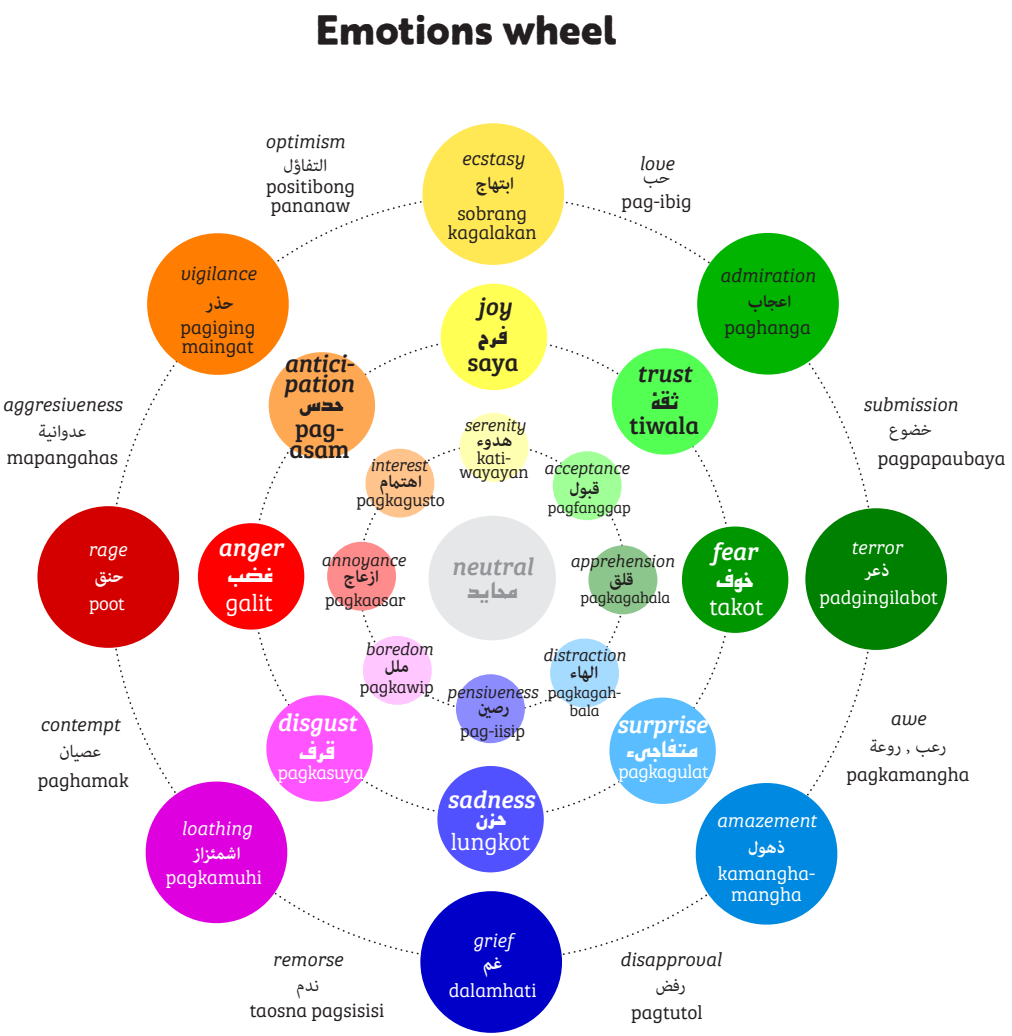 Emotions wheel
optimism
التفاؤل
positibong
pananaw
ecstasy
ابتهاج
sobrang
kagalakan
love
حب
pag-ibig
vigilance
حذر
pagiging
maingat
admiration
اعجاب
paghanga
joy
فرح
saya
antici-
pation
حدس
pag-
asam
trust
ثقة
tiwala
aggresiveness
عدوانية
mapangahas
submission
خضوع
pagpapaubaya
serenity
هدوء
kati-
wayayan
interest
اهتمام
pagkagusto
acceptance
قبول
pagfanggap
rage
حنق
poot
anger
غضب
galit
annoyance
ازعاج
pagkaasar
neutral
محايد
apprehension
قلق
pagkagahala
fear
خوف
takot
terror
ذعر
padgingilabot
boredom
ملل
pagkawip
pensiveness
رصين
pag-iisip
distraction
الهاء
pagkagah-
bala
contempt
عصيان
paghamak
disgust
قرف
pagkasuya
surprise
متفاجىء
pagkagulat
awe
رعب , روعة
pagkamangha
sadness
حزن
lungkot
loathing
اشمئزاز
pagkamuhi
amazement
ذهول
kamangha-
mangha
grief
غم
dalamhati
remorse
ندم
taosna pagsisisi
disapproval
رفض
pagtutol